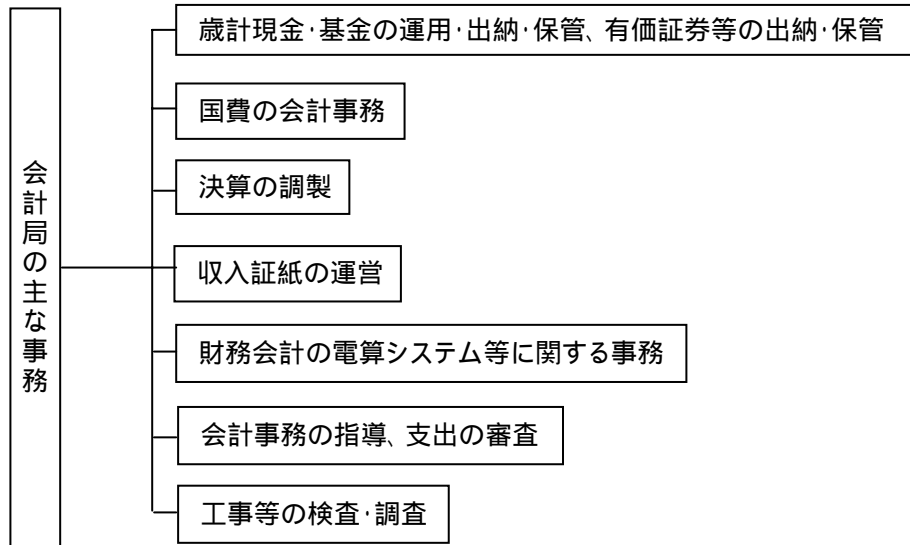 会計局の主な事務
歳計現金･基金の運用･出納･保管、有価証券等の出納･保管
国費の会計事務
決算の調製
収入証紙の運営
財務会計の電算システム等に関する事務
会計事務の指導、支出の審査
工事等の検査･調査